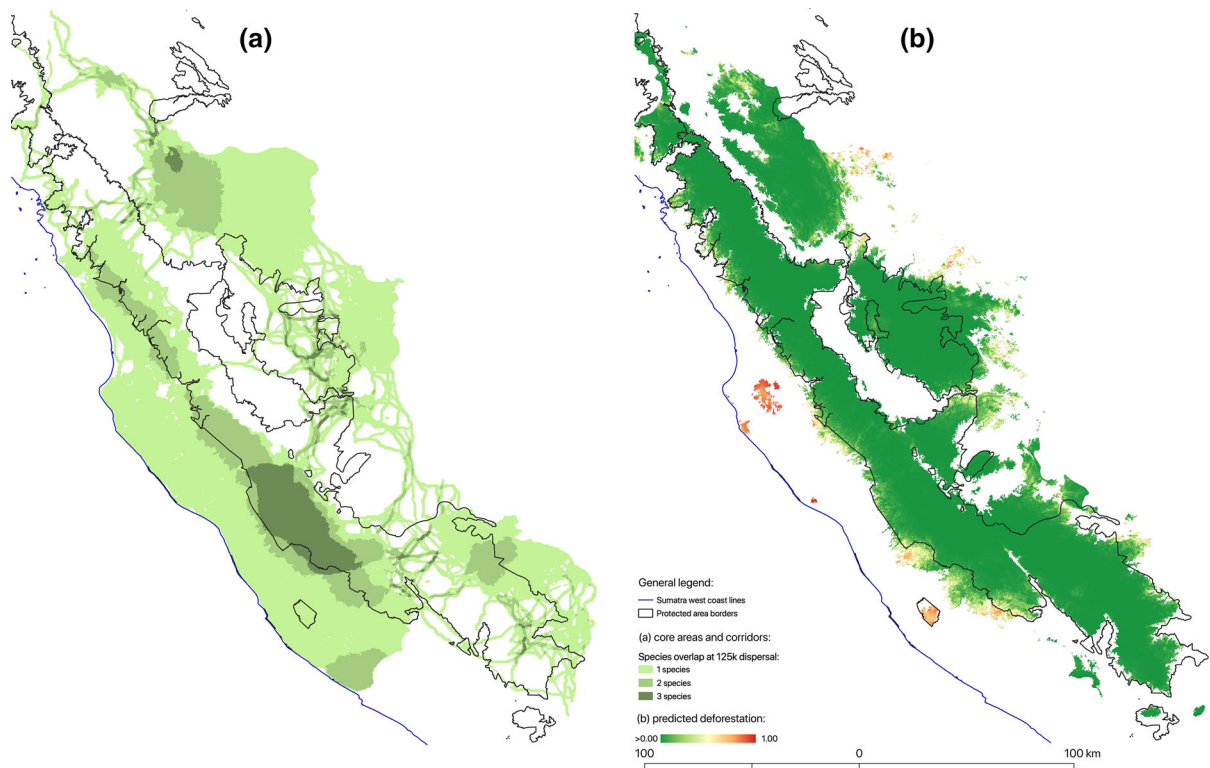 (a)
(b)
General legend:
Sumatra west coast lines
Protected area borders
(a) core areas and corridors:
Species overlap at 125k dispersal:
1 species
2 species
3 species
(b) predicted deforestation:
>0.00 1.00
100 0 100 km